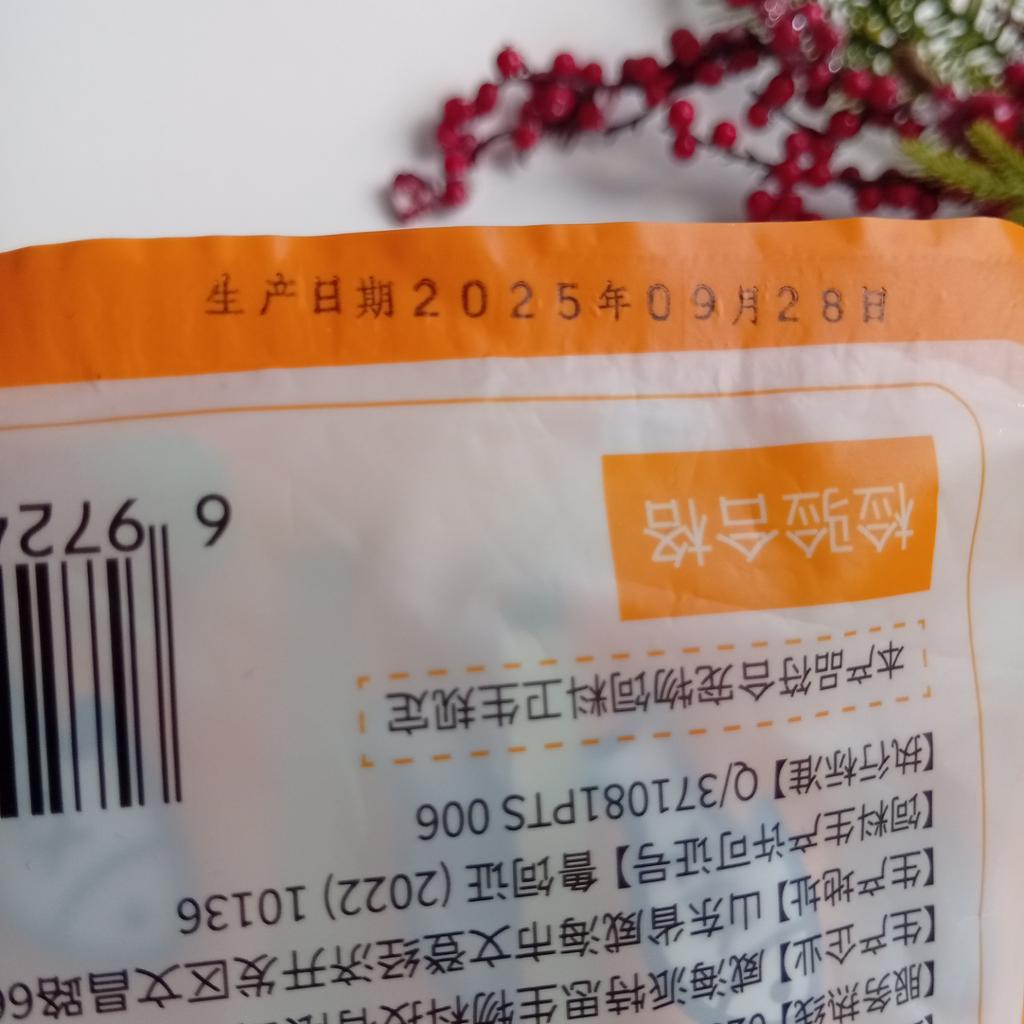 生产日期2025年09月28日
检验合格
本产品符合宠物饲料卫生规定
【执行标准】Q/371081PTS 006
【饲料生产许可证号】鲁饲证 (2022) 10136
【生产地址】山东省威海市文登经济开发区文昌路6
【生产企业】威海派特思生物科技有限
【服务热线】
6 972